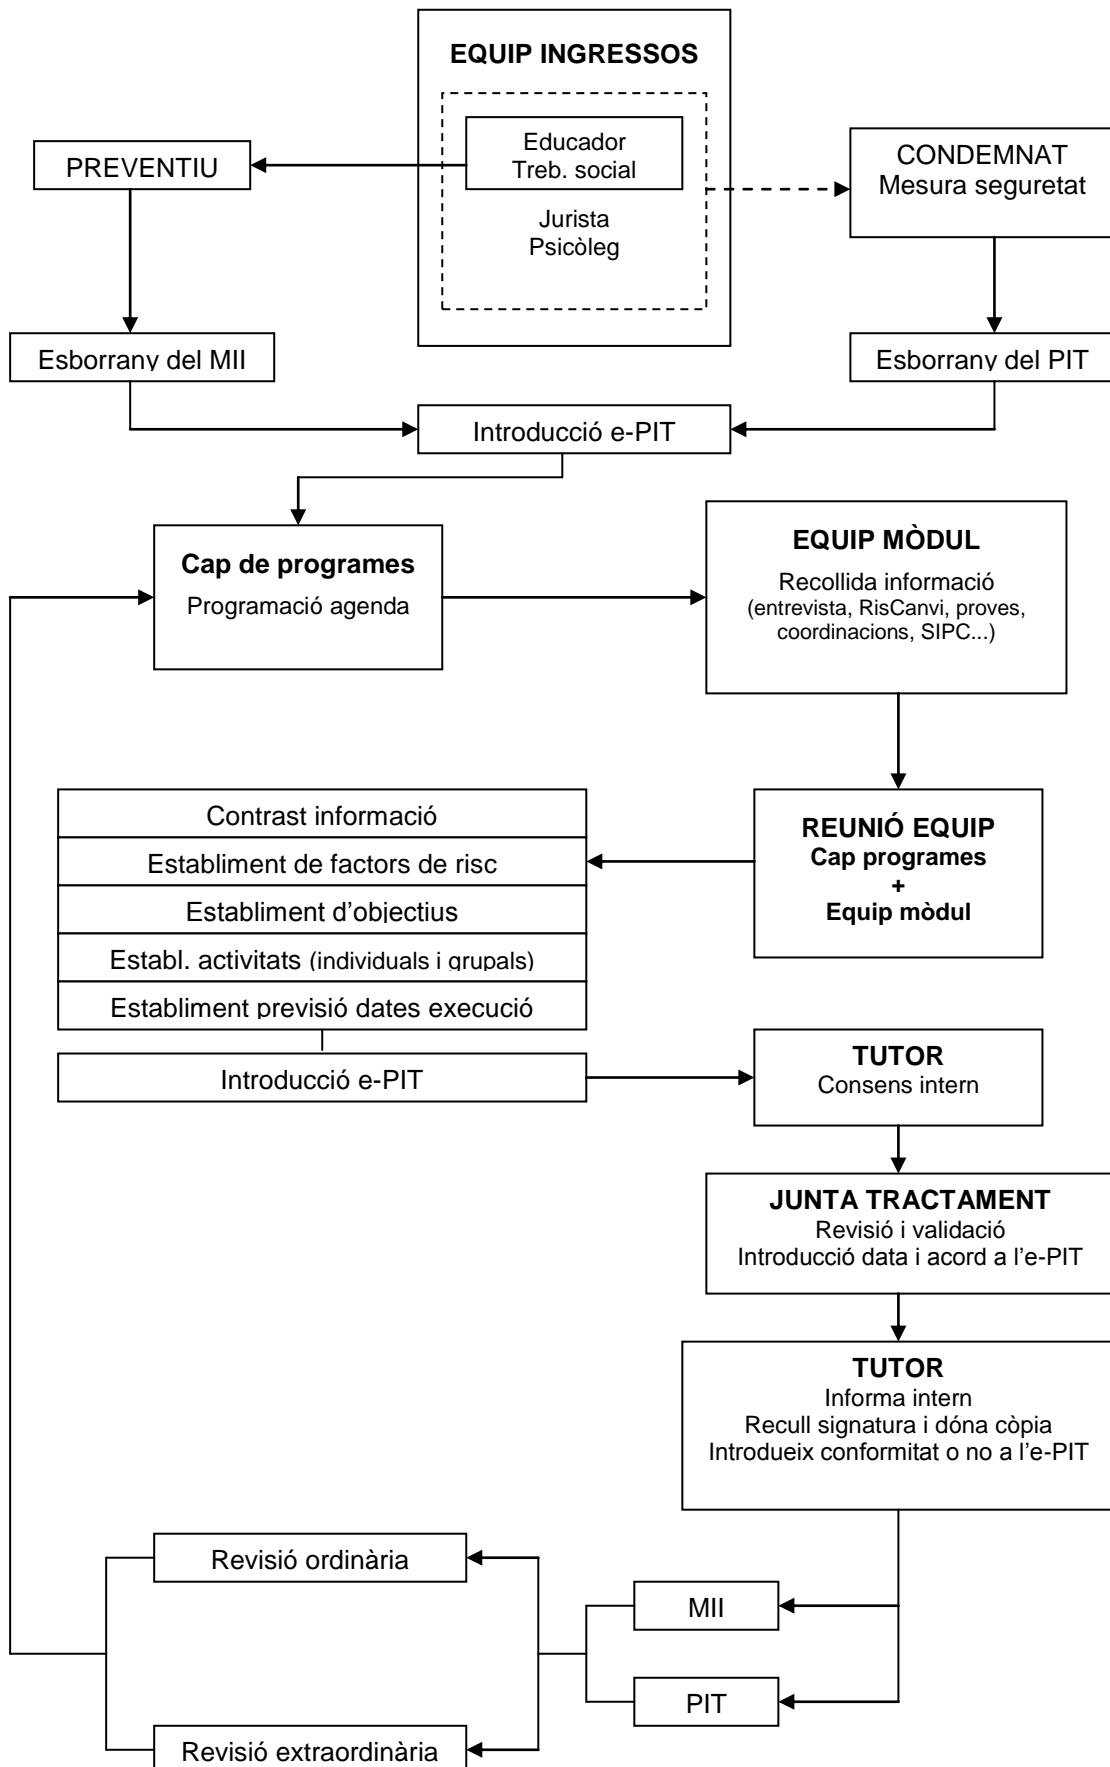 EQUIP INGRESSOS
Educador
Treb. social
Jurista
Psicòleg
PREVENTIU
CONDEMNAT
Mesura seguretat
Esborrany del MII
Esborrany del PIT
Introducció e-PIT
Cap de programes
Programació agenda
EQUIP MÒDUL
Recollida informació
(entrevista, RisCanvi, proves,
coordinacions, SIPC...)
REUNIÓ EQUIP
Cap programes
+
Equip mòdul
Contrast informació
Establiment de factors de risc
Establiment d’objectius
Establ. activitats (individuals i grupals)
Establiment previsió dates execució
Introducció e-PIT
TUTOR
Consens intern
JUNTA TRACTAMENT
Revisió i validació
Introducció data i acord a l’e-PIT
TUTOR
Informa intern
Recull signatura i dóna còpia
Introdueix conformitat o no a l’e-PIT
Revisió ordinària
MII
PIT
Revisió extraordinària